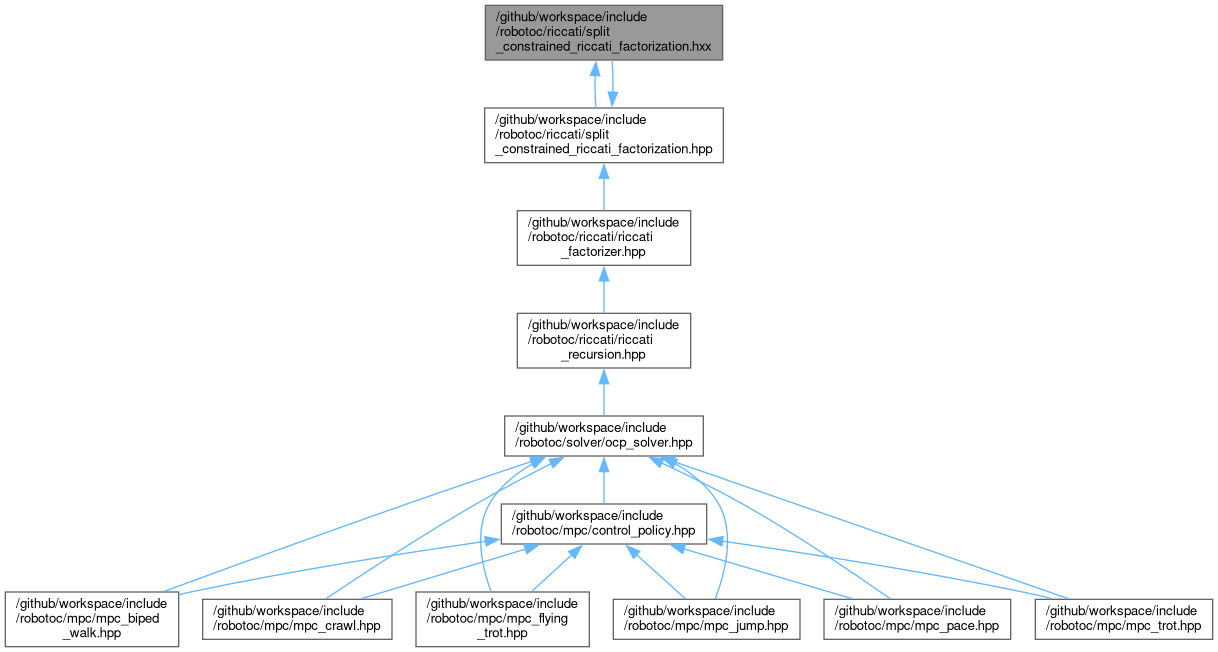 /github/workspace/include
/robotoc/riccati/split
_constrained_riccati_factorization.hxx
/github/workspace/include
/robotoc/riccati/split
_constrained_riccati_factorization.hpp
/github/workspace/include
/robotoc/riccati/riccati
_factorizer.hpp
/github/workspace/include
/robotoc/riccati/riccati
_recursion.hpp
/github/workspace/include
/robotoc/solver/ocp_solver.hpp
/github/workspace/include
/robotoc/mpc/control_policy.hpp
/github/workspace/include
/robotoc/mpc/mpc_biped
_walk.hpp
/github/workspace/include
/robotoc/mpc/mpc_crawl.hpp
/github/workspace/include
/robotoc/mpc/mpc_flying
_trot.hpp
/github/workspace/include
/robotoc/mpc/mpc_jump.hpp
/github/workspace/include
/robotoc/mpc/mpc_pace.hpp
/github/workspace/include
/robotoc/mpc/mpc_trot.hpp